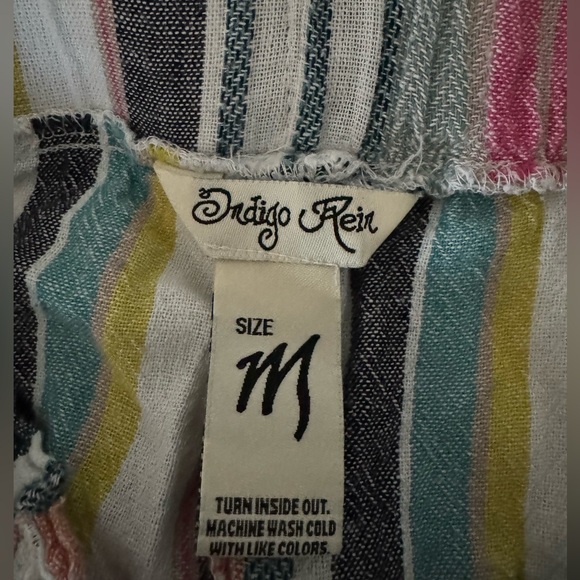 Indigo Rein
SIZE
M
TURN INSIDE OUT.
MACHINE WASH COLD
WITH LIKE COLORS.